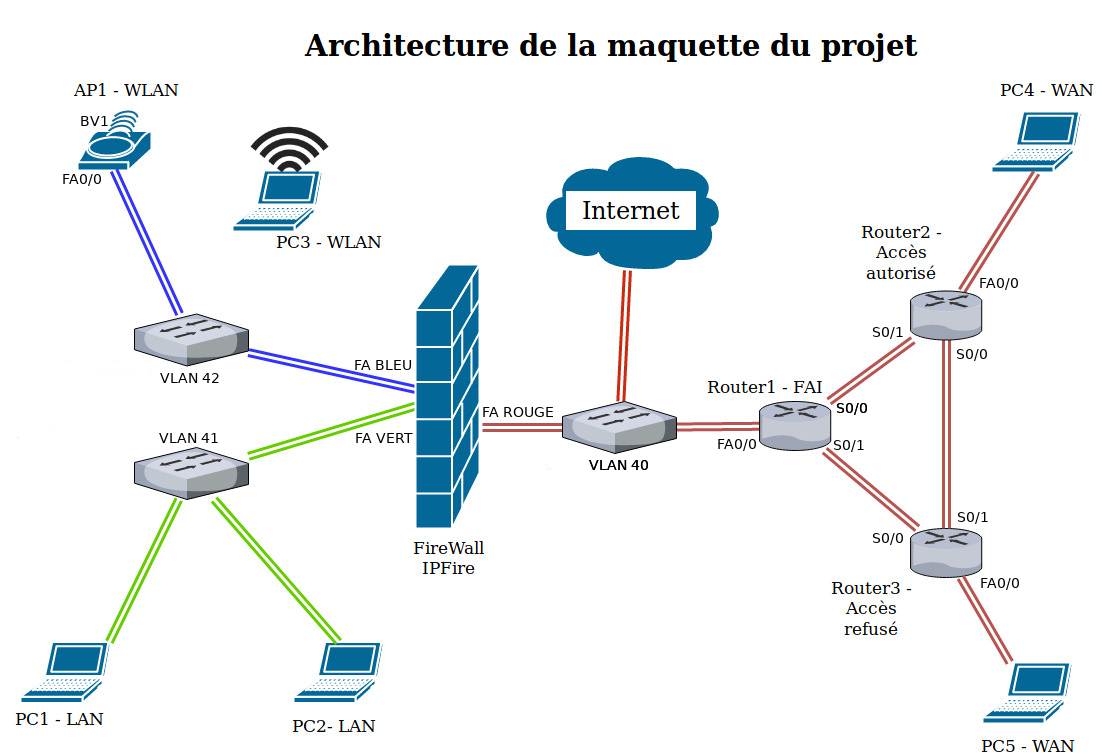 Architecture de la maquette du projet
AP1 - WLAN
BV1
FA0/0
PC3 - WLAN
Internet
PC4 - WAN
Router2 -
Accès
autorisé
FA0/0
S0/1
S0/0
VLAN 42
FA BLEU
FA VERT
VLAN 41
FA ROUGE
VLAN 40
Router1 - FAI
S0/0
FA0/0
S0/1
S0/1
S0/0
FA0/0
Router3 -
Accès
refusé
FireWall
IPFire
PC1 - LAN
PC2- LAN
PC5 - WAN